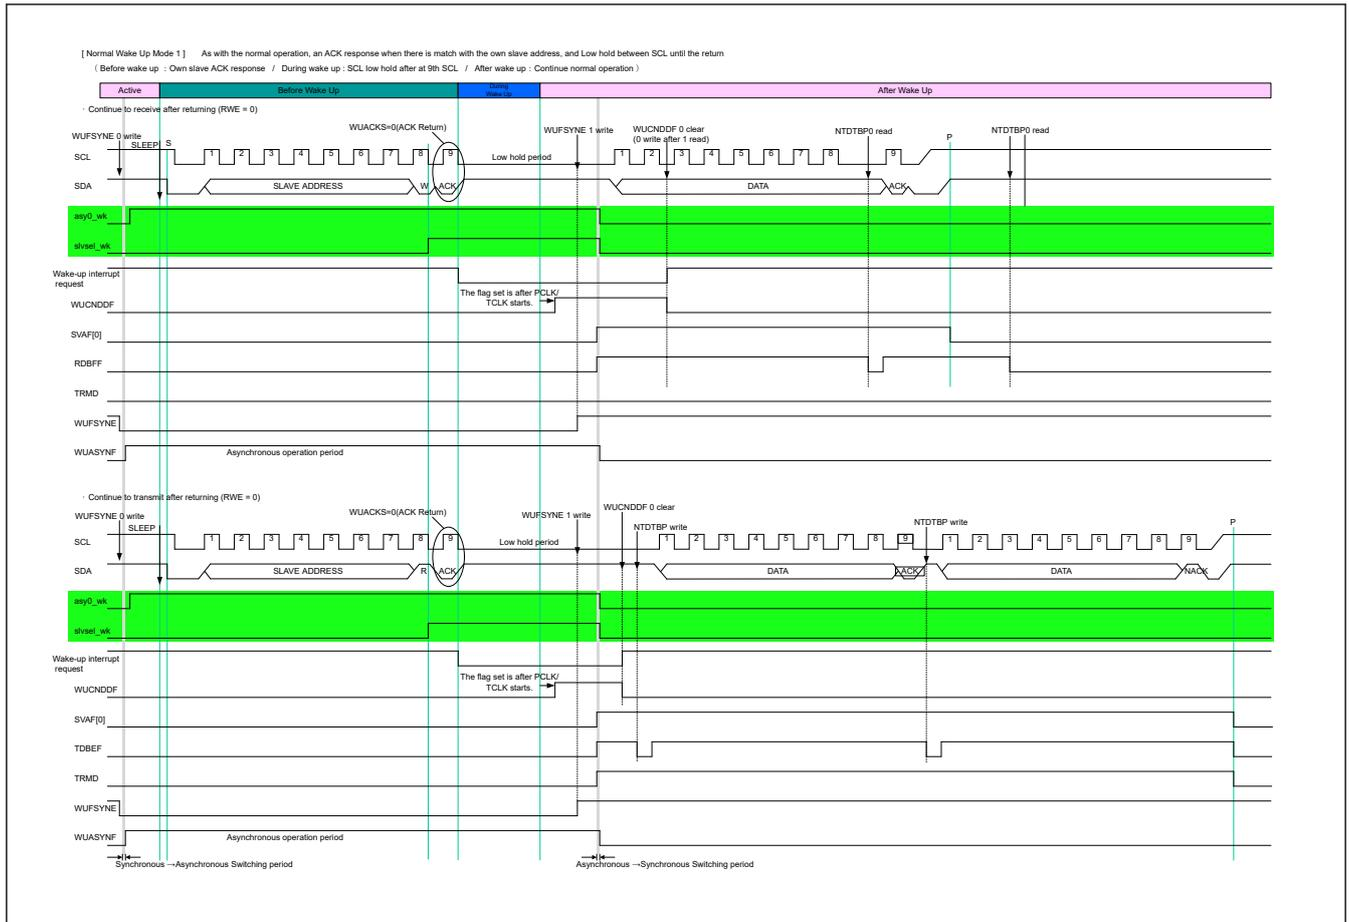 [ Normal Wake Up Mode 1 ] As with the normal operation, an ACK response when there is match with the own slave address, and Low hold between SCL until the return
( Before wake up : Own slave ACK response / During wake up : SCL low hold after at 9th SCL / After wake up : Continue normal operation )
Active Before Wake Up During Wake Up After Wake Up
· Continue to receive after returning (RWE = 0)
WUACKS=0(ACK Return)
WUFSYNE 0 write SLEEP S WUFSYNE 1 write WUCNDDF 0 clear NTDTBP0 read P NTDTBP0 read
(0 write after 1 read)
SCL 1 2 3 4 5 6 7 8 9 Low hold period 1 2 3 4 5 6 7 8 9
SDA SLAVE ADDRESS W ACK DATA ACK
asy0_wk
slvsel_wk
Wake-up interrupt
request
The flag set is after PCLK/
TCLK starts.
WUCNDDF
SVAF[0]
RDBFF
TRMD
WUFSYNE
WUASYNF Asynchronous operation period
· Continue to transmit after returning (RWE = 0)
WUACKS=0(ACK Return) WUCNDDF 0 clear
WUFSYNE 0 write WUFSYNE 1 write
SLEEP NTDTBP write NTDTBP write P
SCL 1 2 3 4 5 6 7 8 9 Low hold period 1 2 3 4 5 6 7 8 9 1 2 3 4 5 6 7 8 9
SDA SLAVE ADDRESS R ACK DATA ACK DATA NACK
asy0_wk
slvsel_wk
Wake-up interrupt
request
The flag set is after PCLK/
TCLK starts.
WUCNDDF
SVAF[0]
TDBEF
TRMD
WUFSYNE
WUASYNF Asynchronous operation period
Synchronous →Asynchronous Switching period Asynchronous →Synchronous Switching period